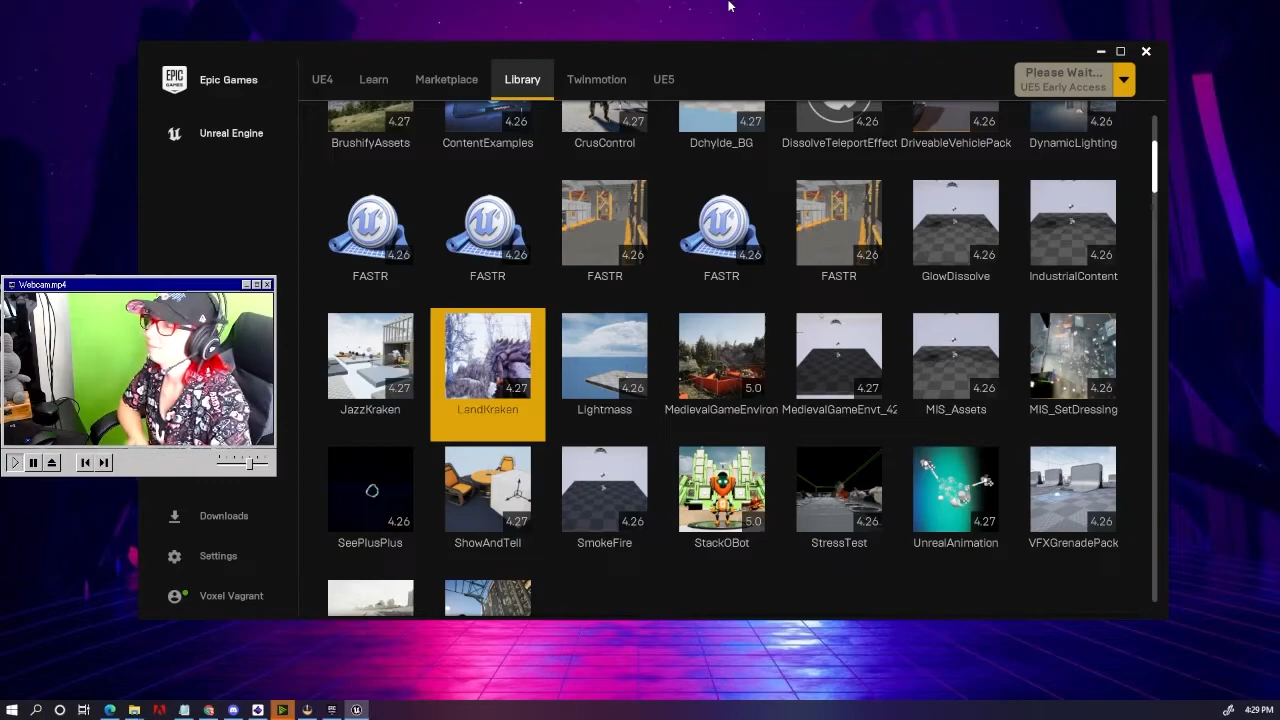 EPIC GAMES Epic Games
Unreal Engine
UE4 Learn Marketplace Library Twinmotion UE5
Please Wait...
UE5 Early Access
4.27 4.26 4.27 4.27 4.26 4.27 4.26
BrushifyAssets ContentExamples CrusControl Dchylde_BG DissolveTeleportEffect DriveableVehiclePack DynamicLighting
4.26 4.26 4.26 4.26 4.26 4.26 4.26
FASTR FASTR FASTR FASTR FASTR GlowDissolve IndustrialContent
Webcam.mp4
4.27 4.27 4.26 5.0 4.27 4.26 4.26
JazzKraken LandKraken Lightmass MedievalGameEnviron MedievalGameEnvt_42 MIS_Assets MIS_SetDressing
4.26 4.27 4.26 5.0 4.26 4.27 4.26
SeePlusPlus ShowAndTell SmokeFire StackOBot StressTest UnrealAnimation VFXGrenadePack
Downloads
Settings
Voxel Vagrant
4:29 PM